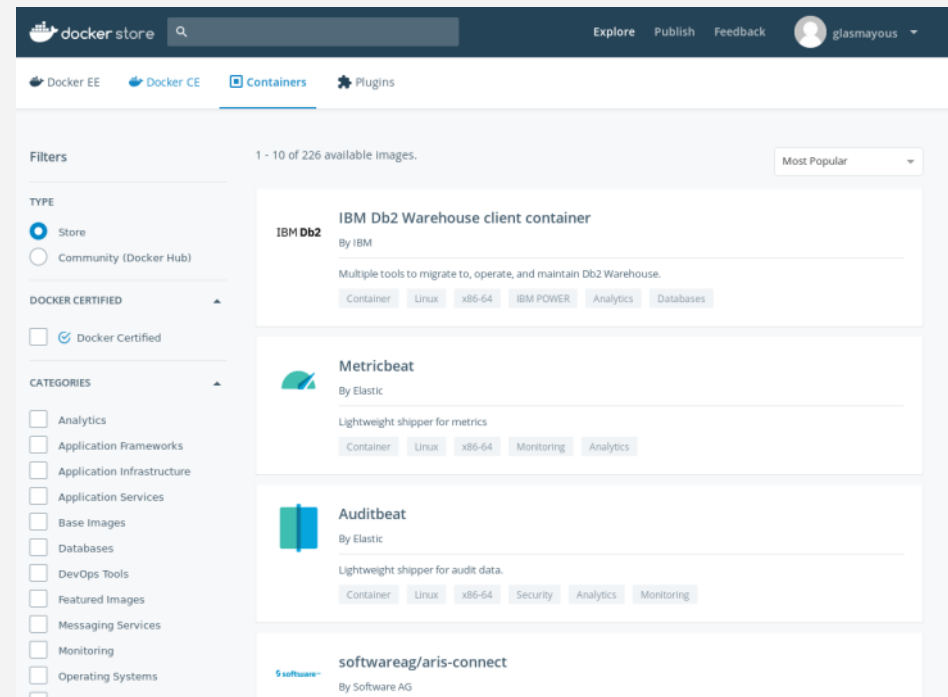 docker store
Explore Publish Feedback glasmayous
Docker EE Docker CE Containers Plugins
Filters
1 - 10 of 226 available images.
Most Popular
TYPE
Store
Community (Docker Hub)
DOCKER CERTIFIED
Docker Certified
CATEGORIES
Analytics
Application Frameworks
Application Infrastructure
Application Services
Base Images
Databases
DevOps Tools
Featured Images
Messaging Services
Monitoring
Operating Systems
IBM Db2
IBM Db2 Warehouse client container
By IBM
Multiple tools to migrate to, operate, and maintain Db2 Warehouse.
Container Linux x86-64 IBM POWER Analytics Databases
Metricbeat
By Elastic
Lightweight shipper for metrics
Container Linux x86-64 Monitoring Analytics
Auditbeat
By Elastic
Lightweight shipper for audit data.
Container Linux x86-64 Security Analytics Monitoring
software
softwareag/aris-connect
By Software AG